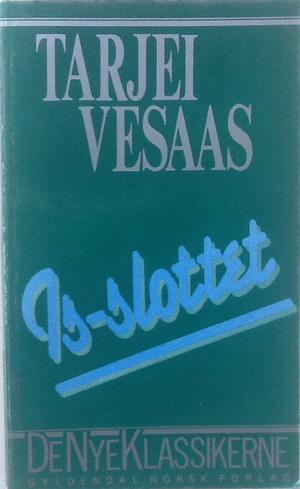 TARJEI
VESAAS
Is-slottet
DENYEKLASSIKERNE
GYLDENDAL NORSK FORLAG